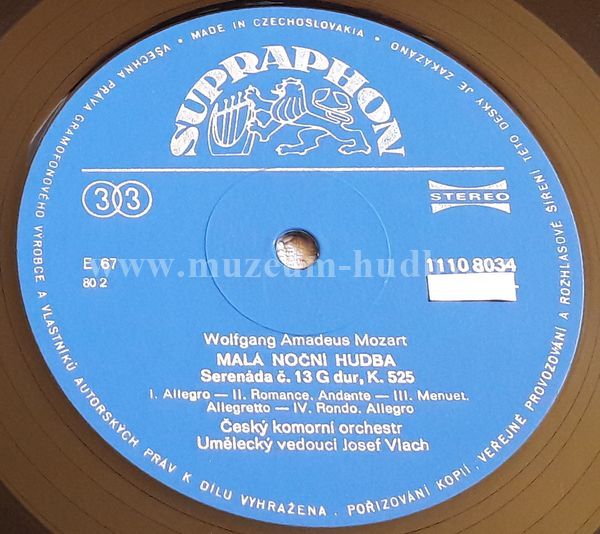 VŠECHNA PRÁVA GRAMOFONOVÉHO VÝROBCE A VLASTNÍKŮ AUTORSKÝCH PRÁV K DÍLU VYHRAŽENA. POŘIZOVÁNÍ KOPIÍ, VEŘEJNÉ PROVOZOVÁNÍ A ROZHLASOVÉ ŠÍŘENÍ TÉTO DESKY JE ZAKÁZÁNO • MADE IN CZECHOSLOVAKIA •
SUPRAPHON
33
STEREO
E 67
1110 8034
80 2
www.muzeum-hudby
Wolfgang Amadeus Mozart
MALÁ NOČNÍ HUDBA
Serenáda č. 13 G dur, K. 525
I. Allegro — II. Romance. Andante — III. Menuet.
Allegretto — IV. Rondo. Allegro
Český komorní orchestr
Umělecký vedoucí Josef Vlach